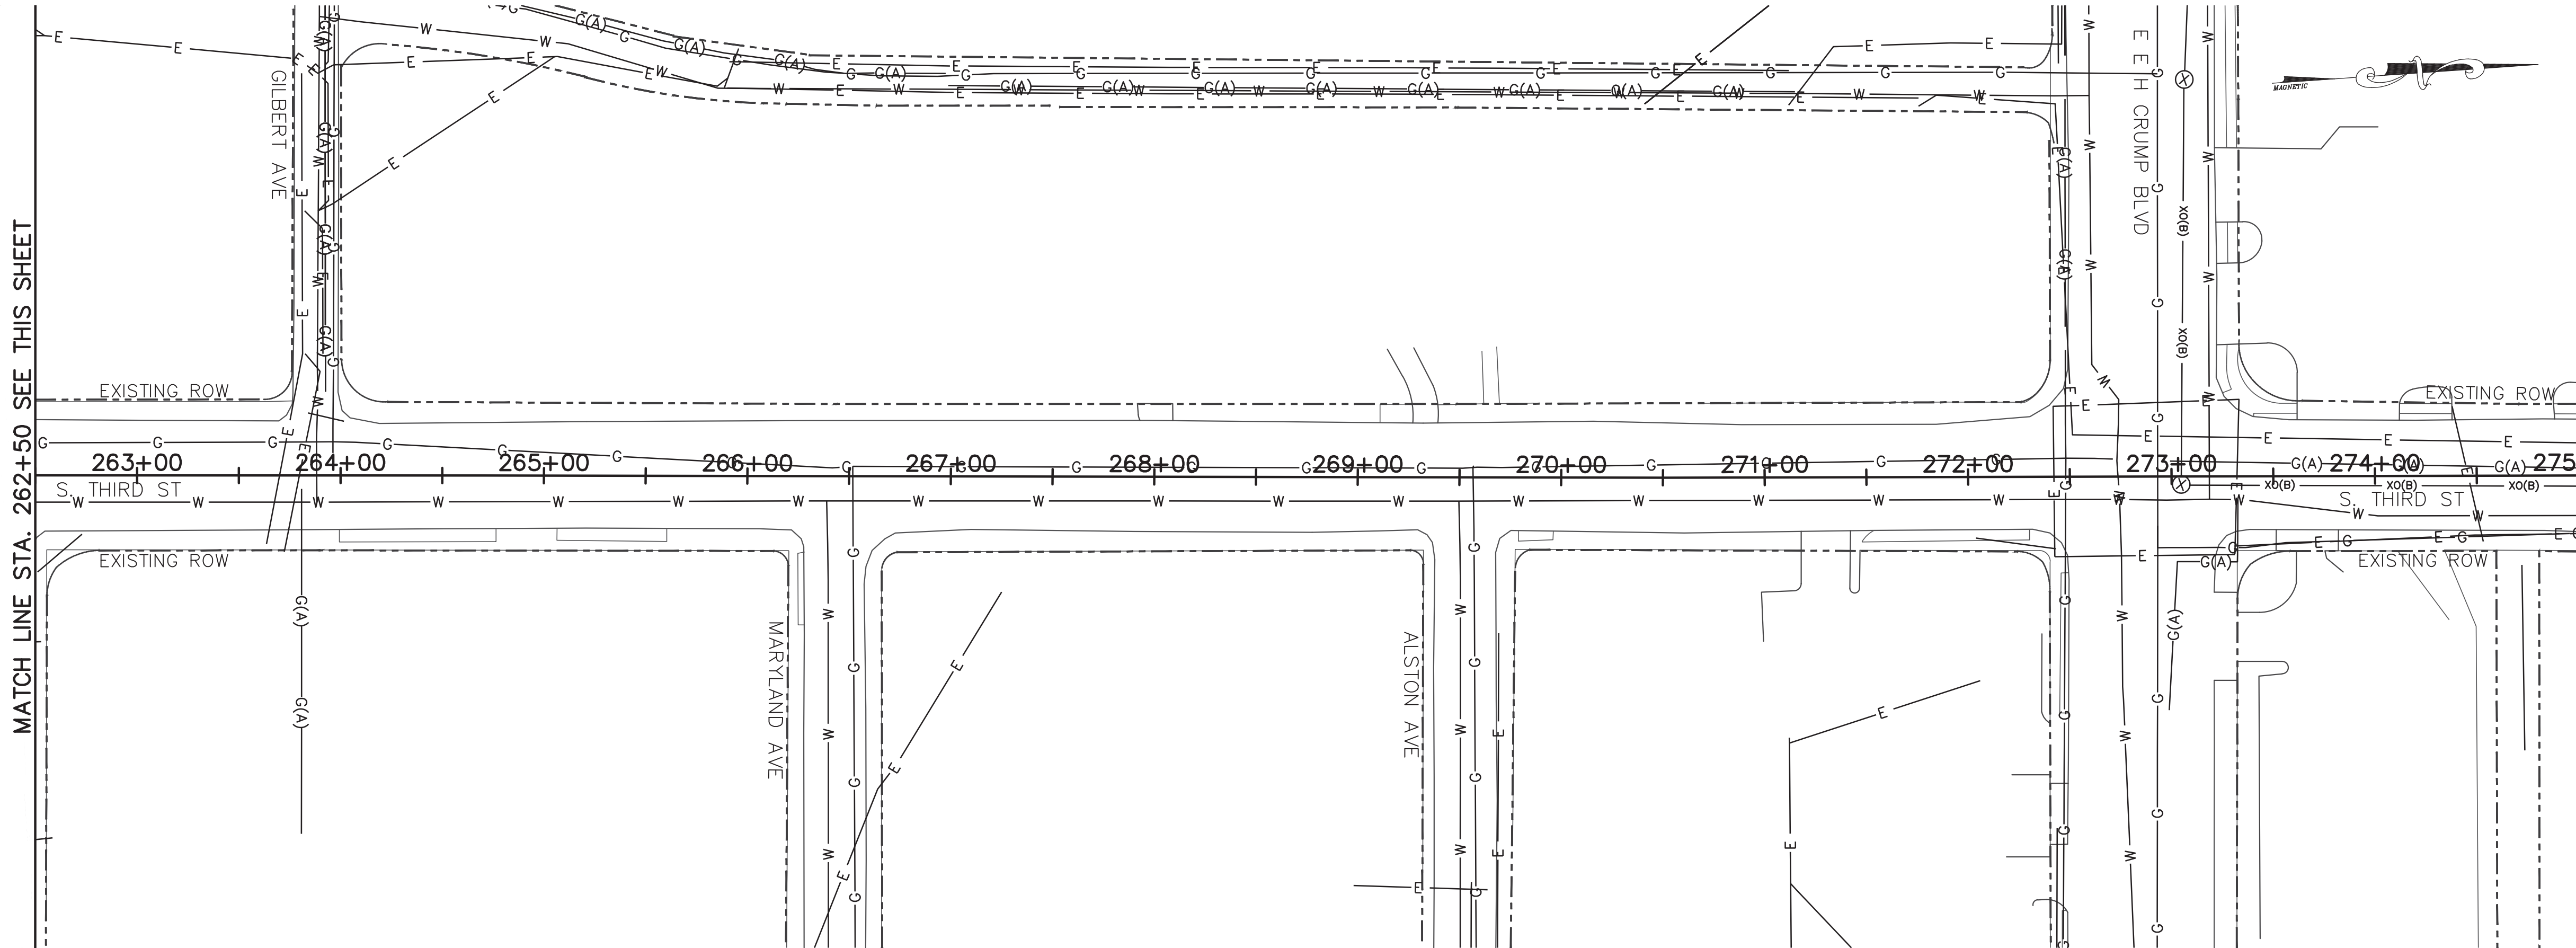 MATCH LINE STA. 262+50 SEE THIS SHEET
GILBERT AVE
E E H CRUMP BLVD
MAGNETIC
N
EXISTING ROW
EXISTING ROW
263+00 264+00 265+00 266+00 267+00 268+00 269+00 270+00 271+00 272+00 273+00 274+00 275
S. THIRD ST
S. THIRD ST
EXISTING ROW
EXISTING ROW
MARYLAND AVE
ALSTON AVE
E
W
G
G(A)
XO(B)
X